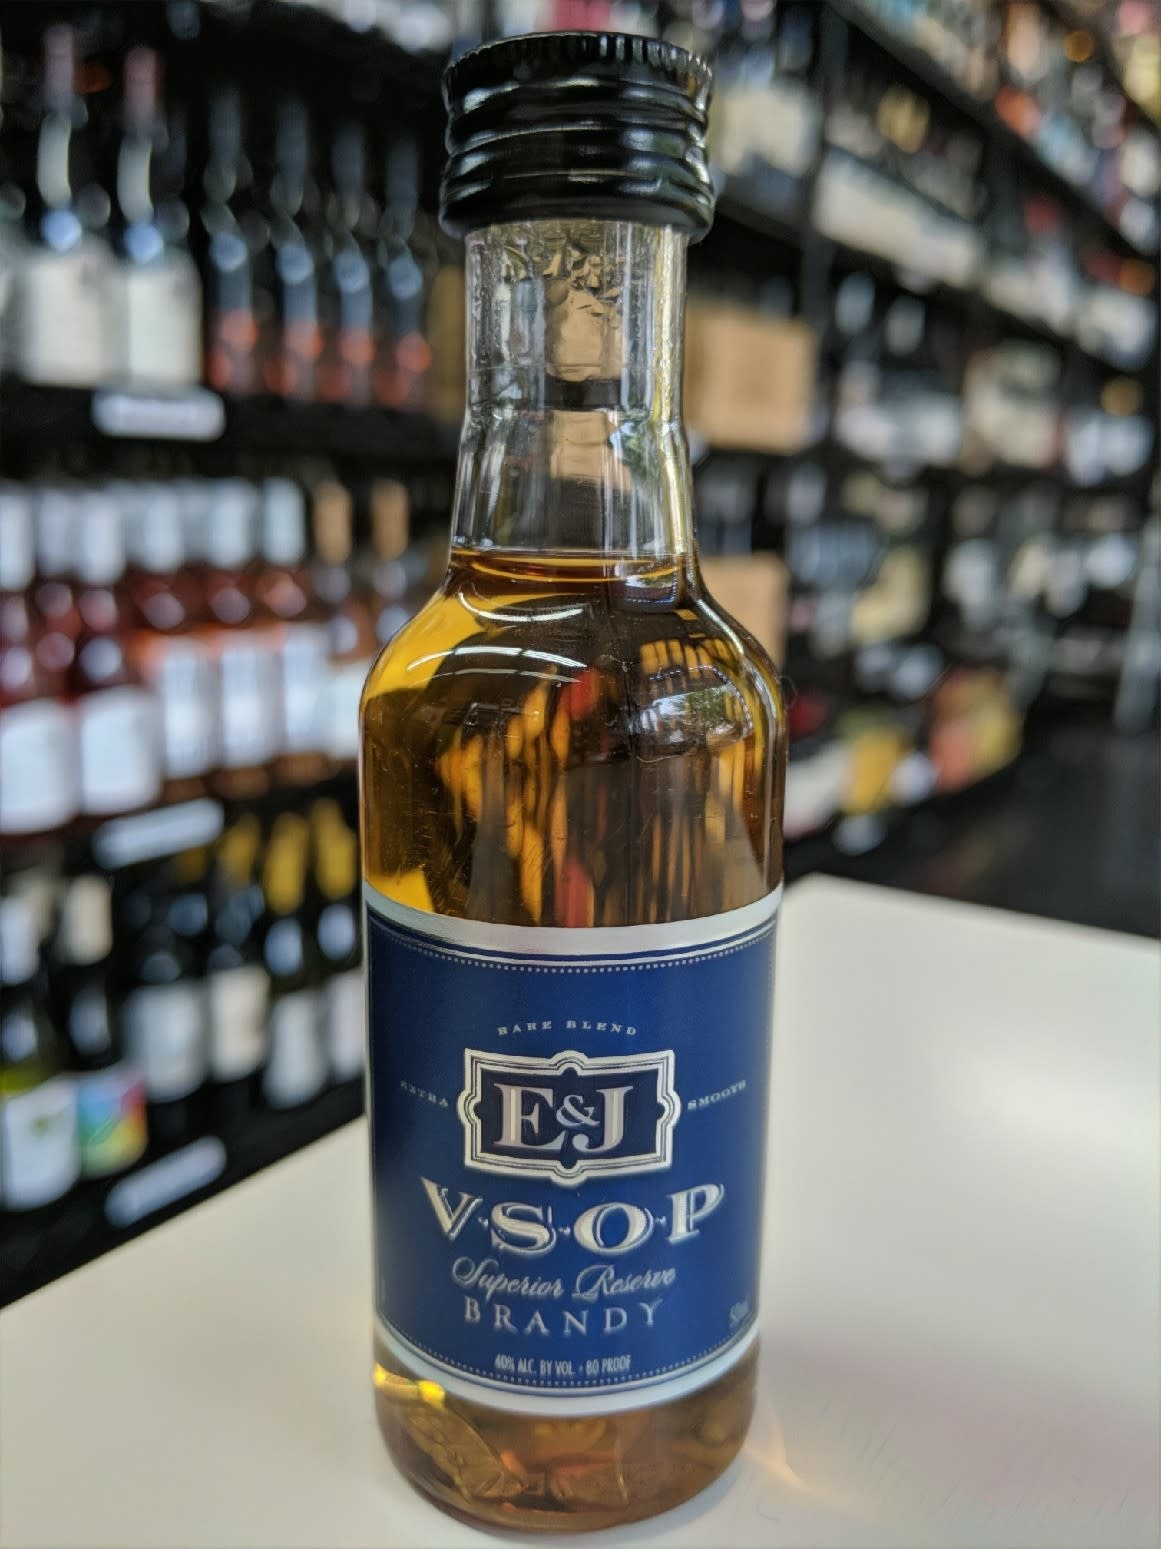 RARE BLEND
EXTRA E&J SMOOTH
V·S·O·P
Superior Reserve
BRANDY
50ML
40% ALC. BY VOL. · 80 PROOF